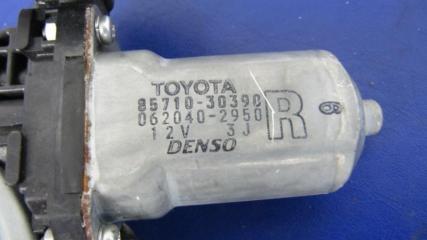 TOYOTA
85710-30390
062040-2950
12V 3J
DENSO
R